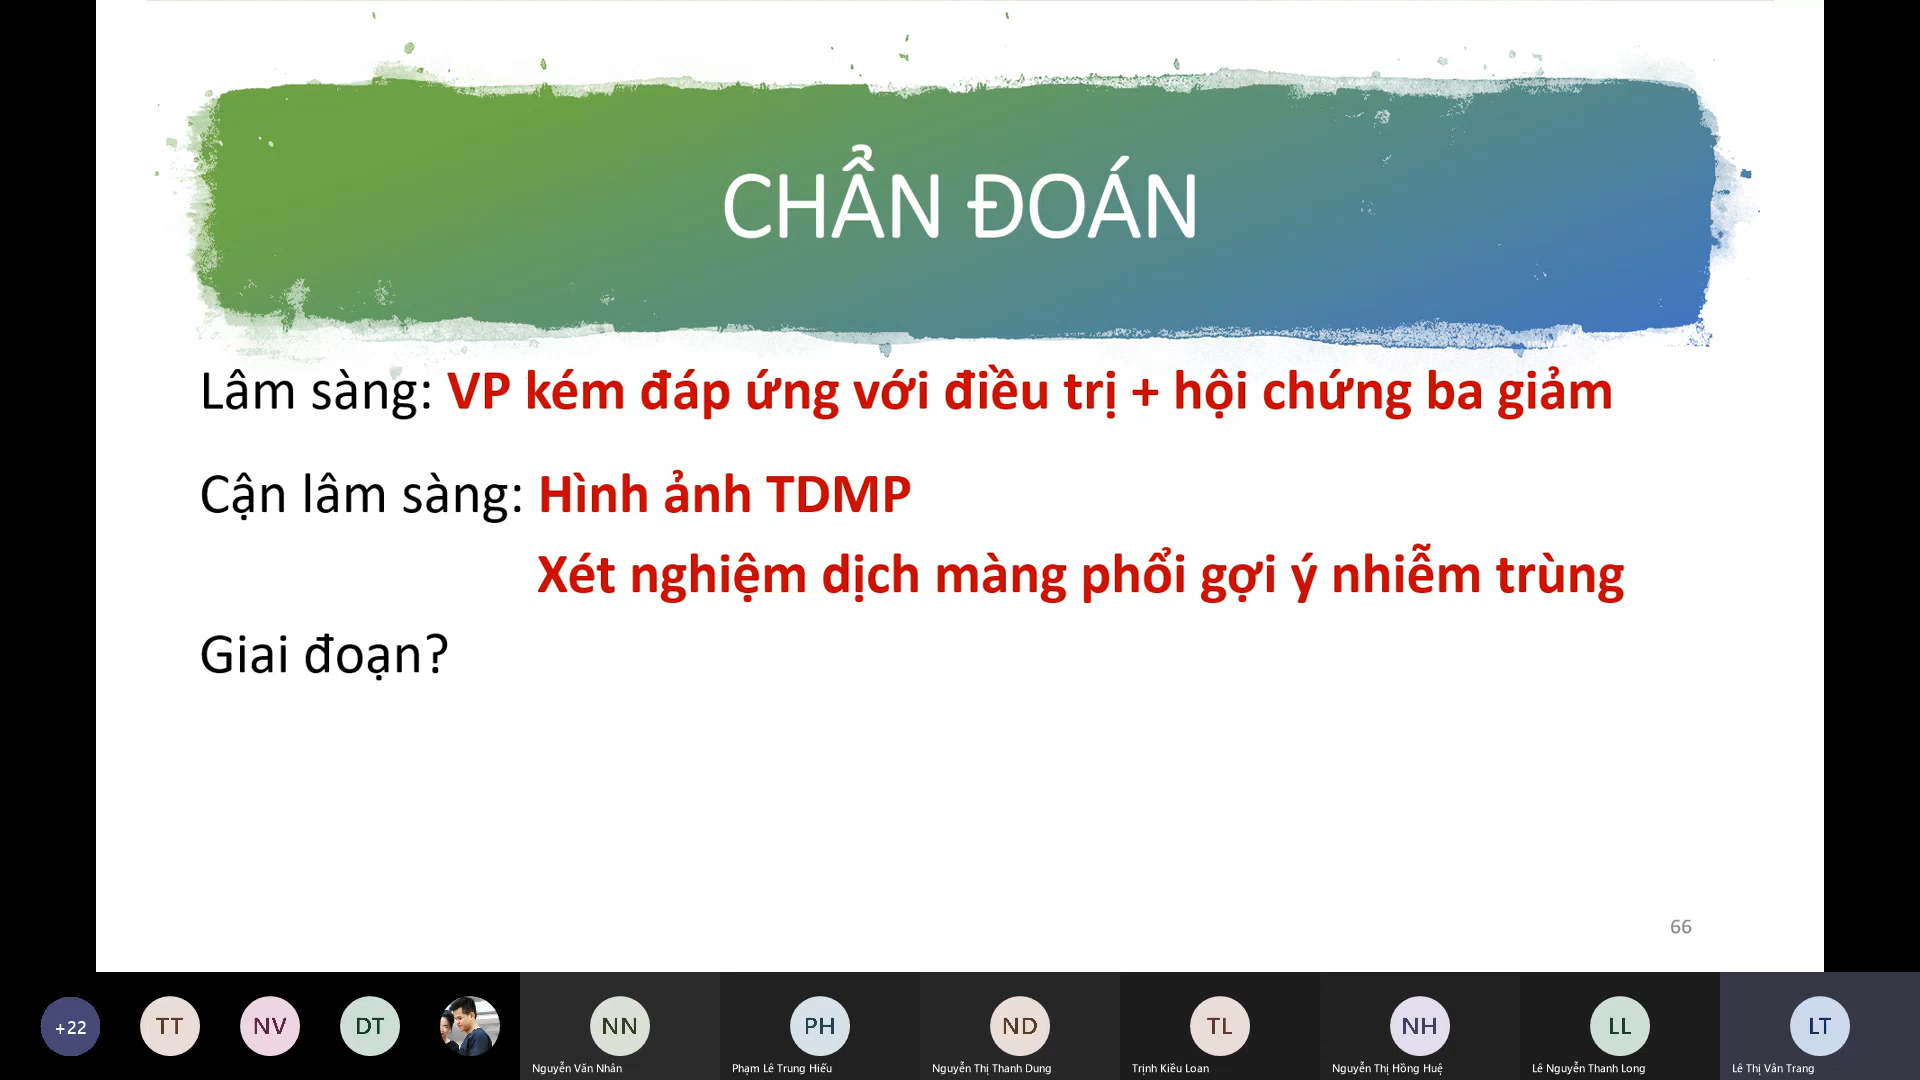 CHẨN ĐOÁN
Lâm sàng: VP kém đáp ứng với điều trị + hội chứng ba giảm
Cận lâm sàng: Hình ảnh TDMP
Xét nghiệm dịch màng phổi gợi ý nhiễm trùng
Giai đoạn?
66
+22
TT
NV
DT
NN
PH
ND
TL
NH
LL
LT
Nguyễn Văn Nhân
Phạm Lê Trung Hiếu
Nguyễn Thị Thanh Dung
Trịnh Kiều Loan
Nguyễn Thị Hồng Huệ
Lê Nguyễn Thanh Long
Lê Thị Vân Trang